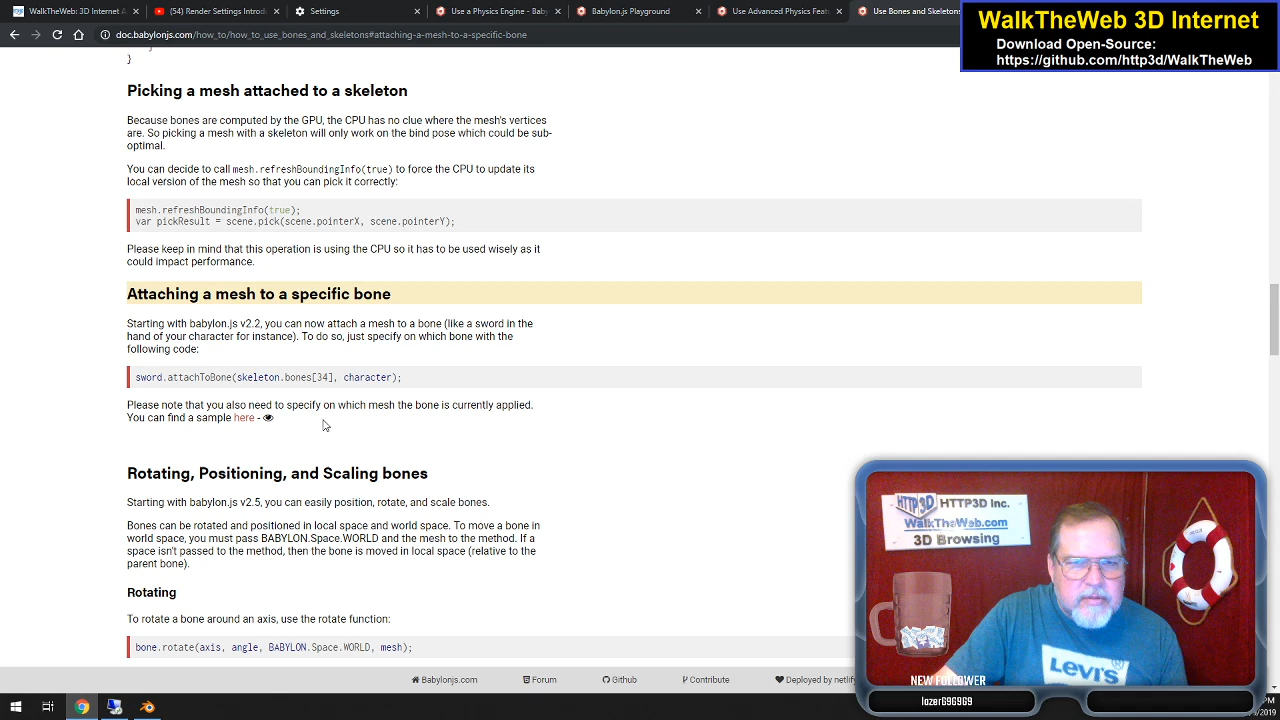 WalkTheWeb: 3D Internet A
(54) Render Settings Introdu
Settings
Use a Physics Engine - Baby
Babylon.js Playground
Use Advanced Physics Featu
Use Bones and Skeletons
doc.babylonjs.com/how_to/how_to_use_bones_and_skeletons#attaching-a-mesh-to-a-specific-bone
WalkTheWeb 3D Internet
Download Open-Source:
https://github.com/http3d/WalkTheWeb
}
Picking a mesh attached to a skeleton
Because bones are computed by the GPU, the CPU has no clue where the mesh's vertices
are. So picking a mesh with a skeleton will only work on the bind pose which could be sub-
optimal.
You can decide to call mesh.refreshBoundingInfo(true) to force the CPU to update its
local version of the mesh so that you can pick it correctly:
mesh.refreshBoundingInfo(true);
var pickResult = scene.pick(scene.pointerX, scene.pointerY);
Please keep in mind that this operation is using the CPU so it has to be used wisely as it
could impact performance.
Attaching a mesh to a specific bone
Starting with babylon.js v2.2, you can now attach a mesh to a bone (like a sword in the
hand of your character for instance). To do so, just specify on which bone with the
following code:
sword.attachToBone(skeleton.bones[34], character);
Please note that you also need to specify on which mesh the bone is currently applied.
You can find a sample here -
Rotating, Positioning, and Scaling bones
Starting with babylon.js v2.5, you can easily position, rotate, and scale bones.
Bones can be rotated and positioned in local space and world space. To move a bone in
world space, you must pass BABYLON.Space.WORLD and the mesh to the method. If a
space isn't passed to the method, then the bone is moved in local space (relative to the
parent bone).
Rotating
To rotate a bone around an axis, use the rotate function:
bone.rotate(axis, angle, BABYLON.Space.WORLD, mesh);
HTTP3D HTTP3D Inc.
WalkTheWeb.com
3D Browsing
LEVI'S
Babylonjs.com
Forum
Github
Contribute
Deployed by netlify
NEW FOLLOWER
lazer696969